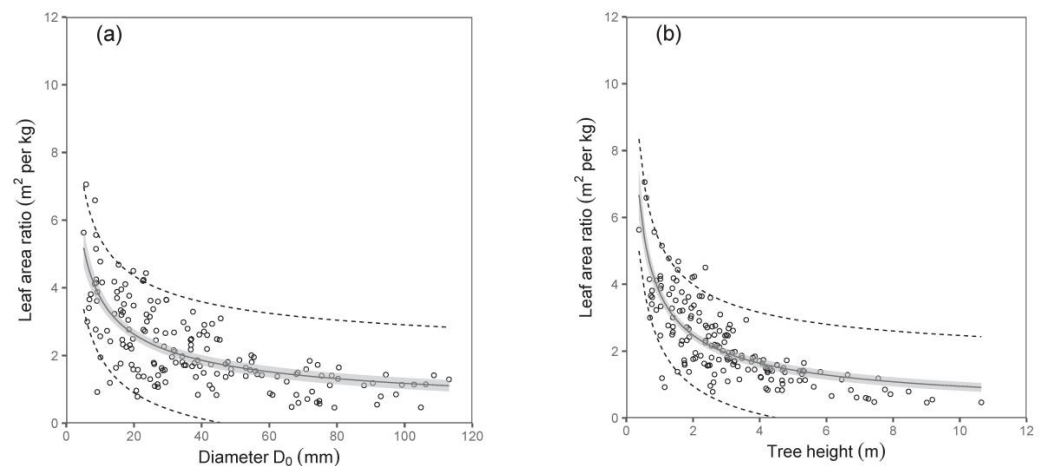 (a)
12
10
8
6
4
2
0
Leaf area ratio (m² per kg)
0 20 40 60 80 100 120
Diameter D₀ (mm)
(b)
12
10
8
6
4
2
0
Leaf area ratio (m² per kg)
0 2 4 6 8 10 12
Tree height (m)